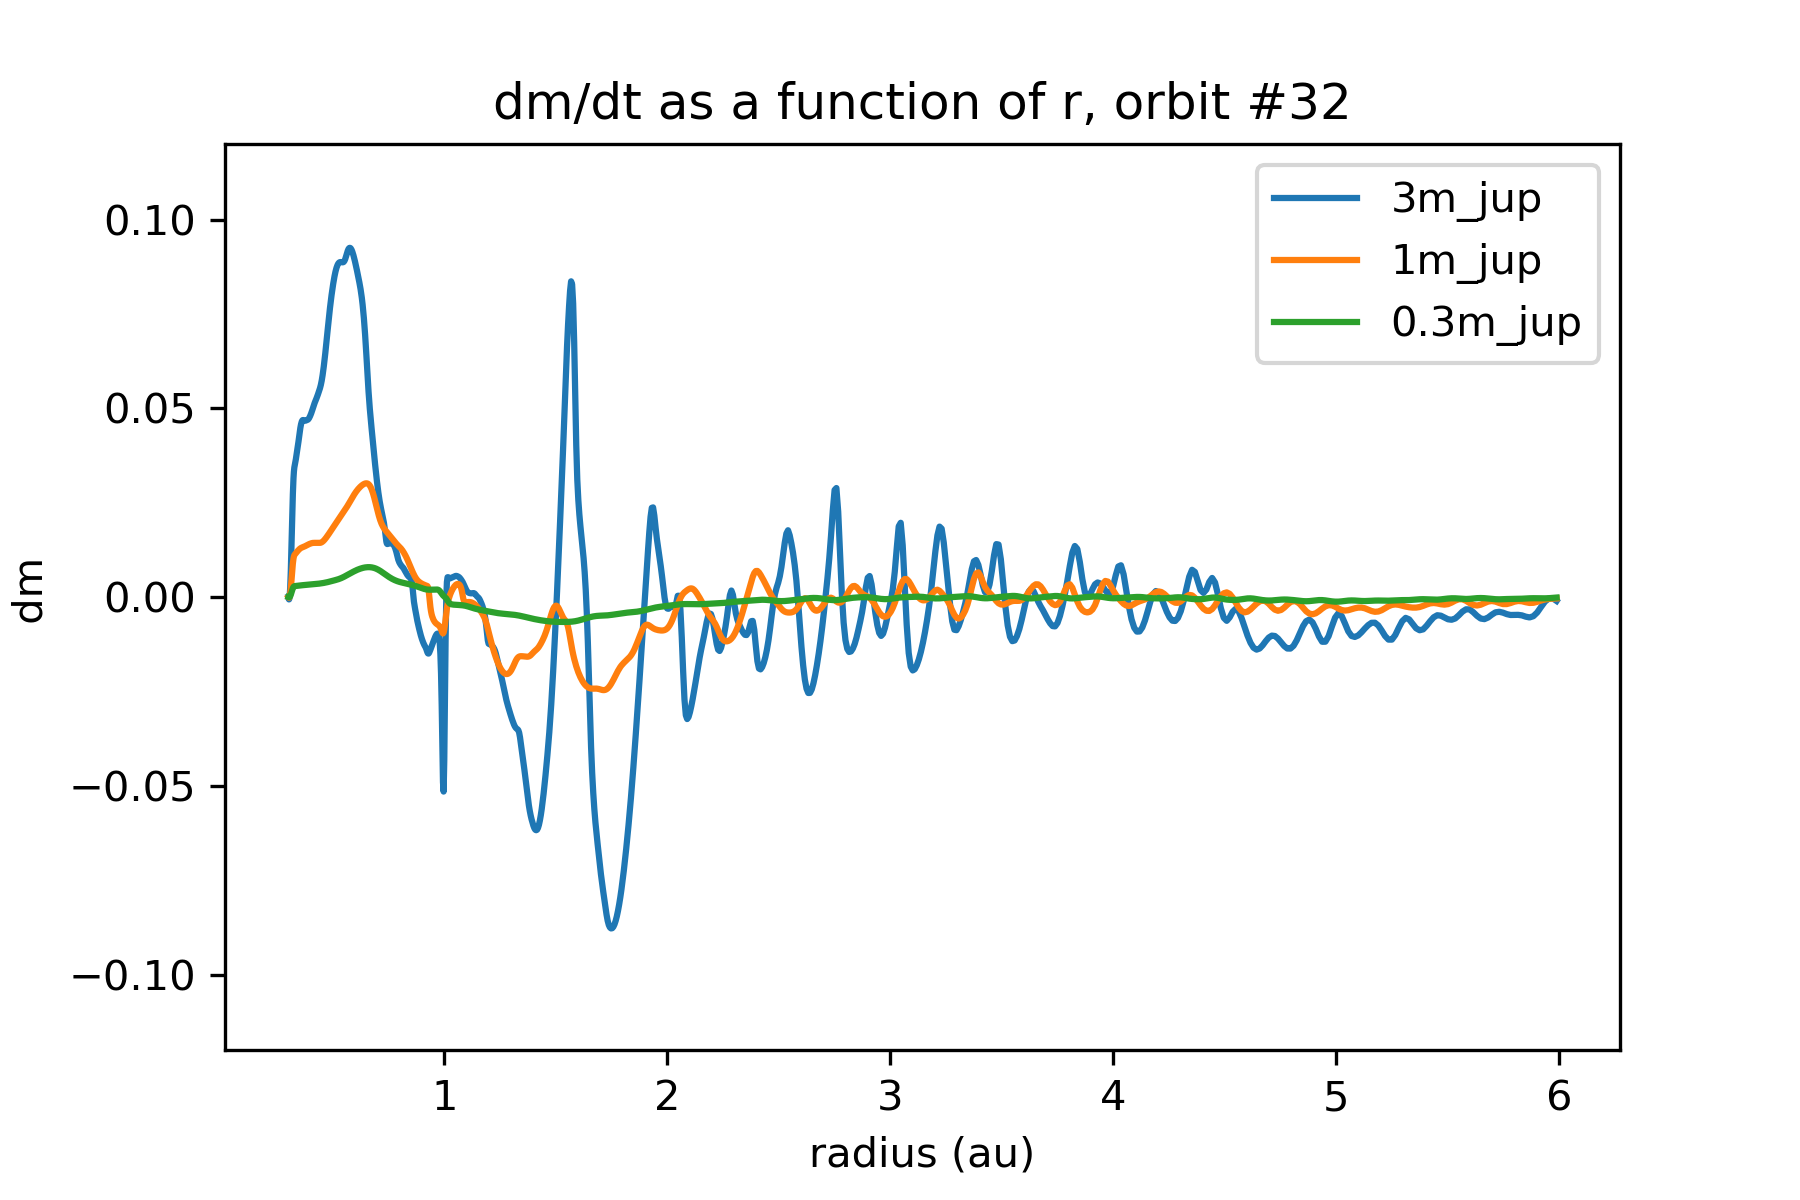 dm/dt as a function of r, orbit #32
3m_jup
1m_jup
0.3m_jup
0.10
0.05
0.00
−0.05
−0.10
dm
1 2 3 4 5 6
radius (au)